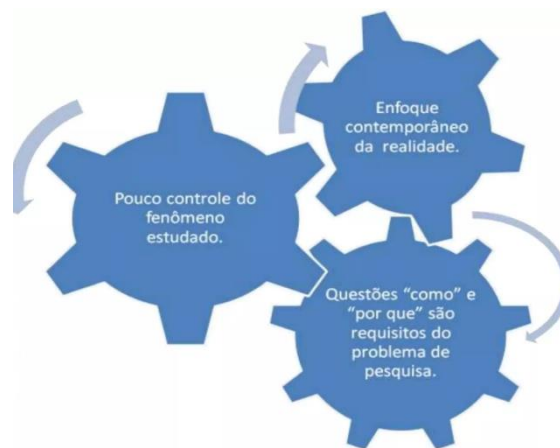 Enfoque
contemporâneo
da realidade.
Pouco controle do
fenômeno
estudado.
Questões “como” e
“por que” são
requisitos do
problema de
pesquisa.